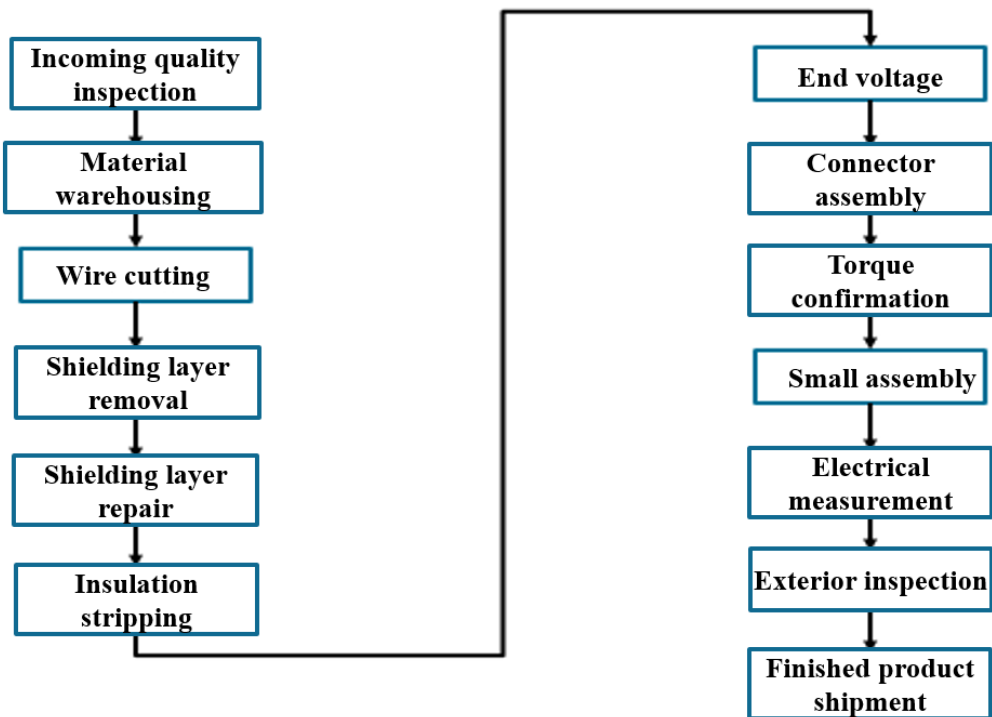 Incoming quality
inspection
Material
warehousing
Wire cutting
Shielding layer
removal
Shielding layer
repair
Insulation
stripping
End voltage
Connector
assembly
Torque
confirmation
Small assembly
Electrical
measurement
Exterior inspection
Finished product
shipment